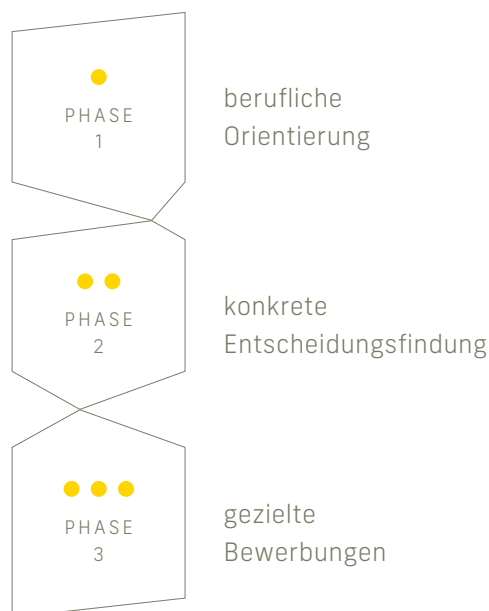 PHASE
1
berufliche
Orientierung
PHASE
2
konkrete
Entscheidungsfindung
PHASE
3
gezielte
Bewerbungen